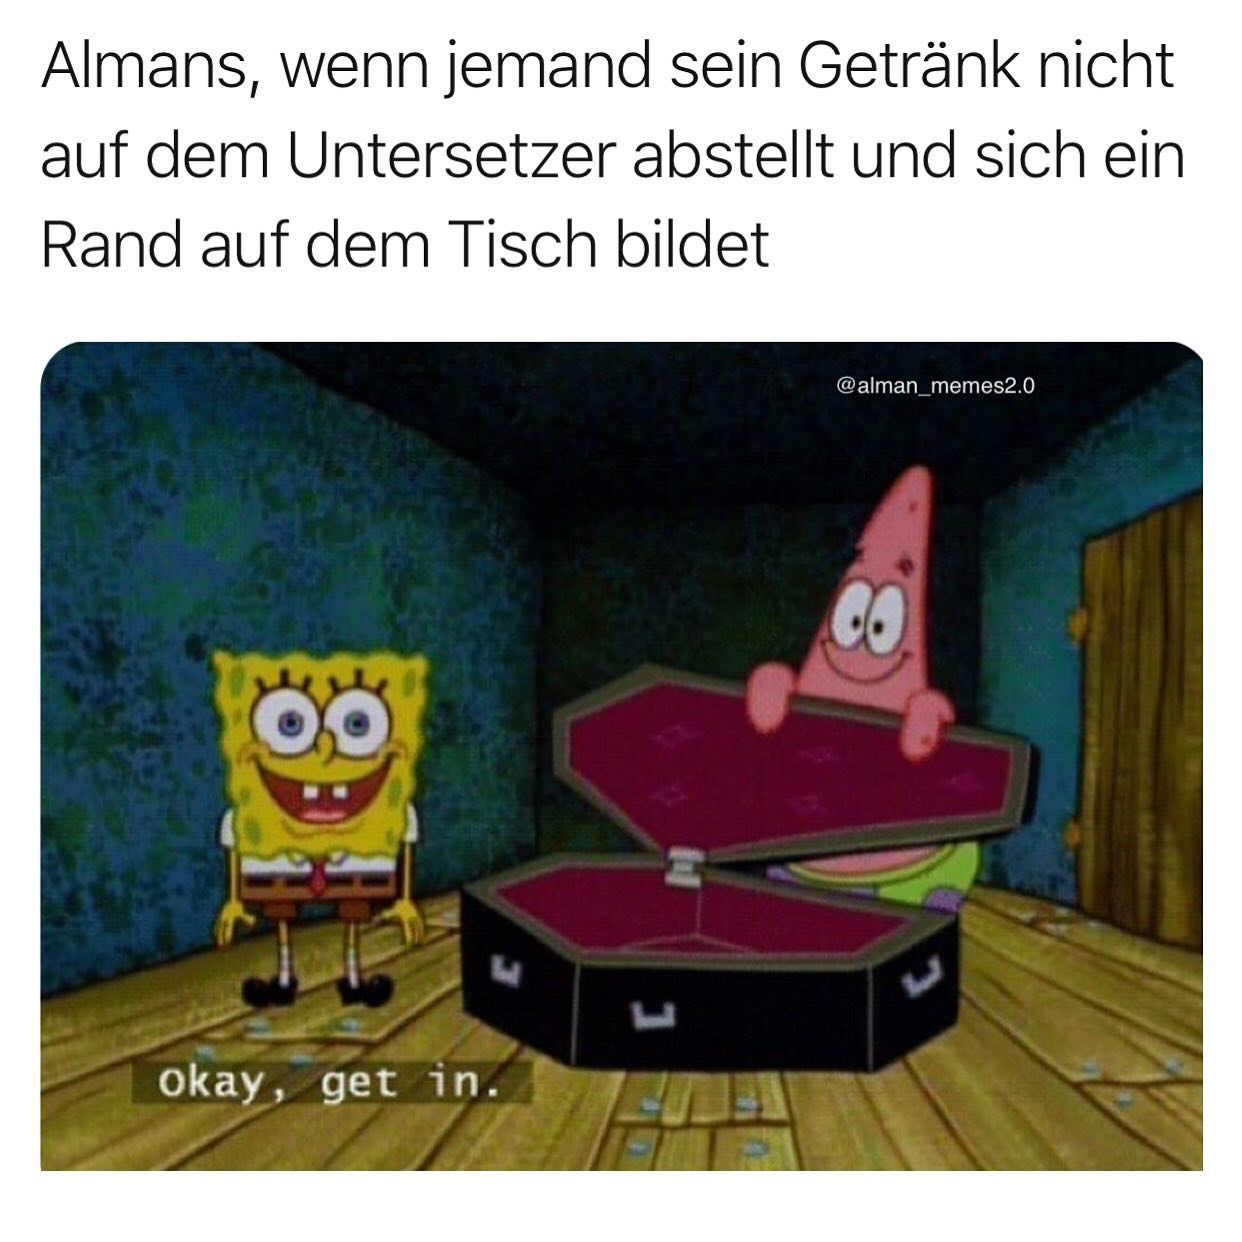 Almans, wenn jemand sein Getränk nicht
auf dem Untersetzer abstellt und sich ein
Rand auf dem Tisch bildet
@alman_memes2.0
Okay, get in.